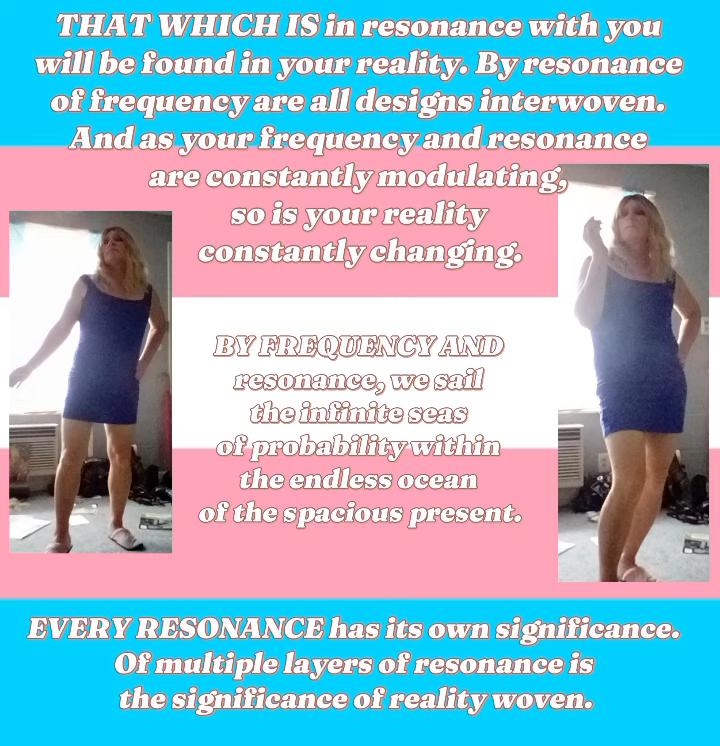 THAT WHICH IS in resonance with you
will be found in your reality. By resonance
of frequency are all designs interwoven.
And as your frequency and resonance
are constantly modulating,
so is your reality
constantly changing.
BY FREQUENCY AND
resonance, we sail
the infinite seas
of probability within
the endless ocean
of the spacious present.
EVERY RESONANCE has its own significance.
Of multiple layers of resonance is
the significance of reality woven.